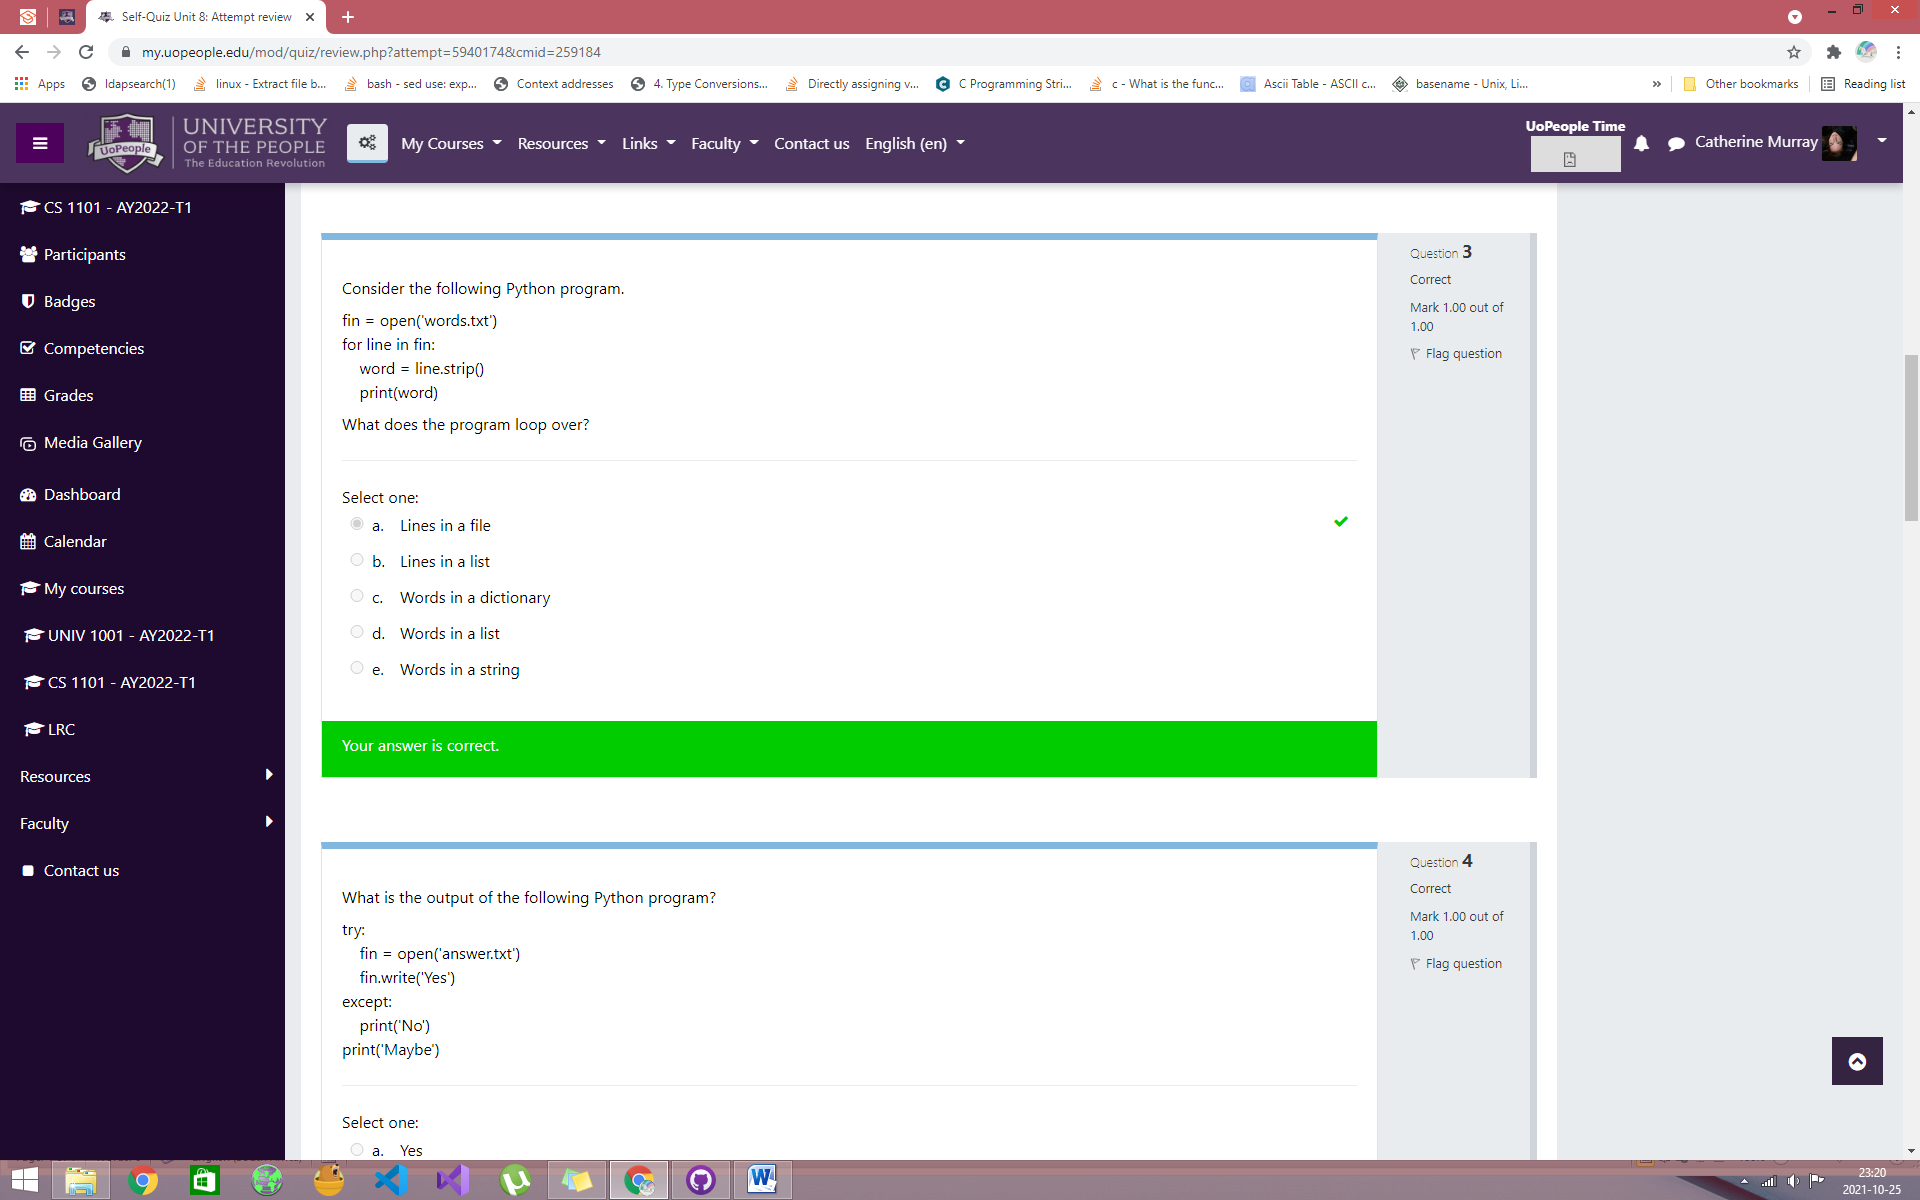 Self-Quiz Unit 8: Attempt review
my.uopeople.edu/mod/quiz/review.php?attempt=5940174&cmid=259184
Apps
ldapsearch(1)
linux - Extract file b...
bash - sed use: exp...
Context addresses
4. Type Conversions...
Directly assigning v...
C Programming Stri...
c - What is the func...
Ascii Table - ASCII c...
basename - Unix, Li...
»
Other bookmarks
Reading list
UoPeople
UNIVERSITY
OF THE PEOPLE
The Education Revolution
My Courses
Resources
Links
Faculty
Contact us
English (en)
UoPeople Time
Catherine Murray
CS 1101 - AY2022-T1
Participants
Badges
Competencies
Grades
Media Gallery
Dashboard
Calendar
My courses
UNIV 1001 - AY2022-T1
CS 1101 - AY2022-T1
LRC
Resources
Faculty
Contact us
Consider the following Python program.
fin = open('words.txt')
for line in fin:
word = line.strip()
print(word)
What does the program loop over?
Select one:
a. Lines in a file
b. Lines in a list
c. Words in a dictionary
d. Words in a list
e. Words in a string
Your answer is correct.
Question 3
Correct
Mark 1.00 out of
1.00
Flag question
What is the output of the following Python program?
try:
fin = open('answer.txt')
fin.write('Yes')
except:
print('No')
print('Maybe')
Select one:
a. Yes
Question 4
Correct
Mark 1.00 out of
1.00
Flag question
23:20
2021-10-25